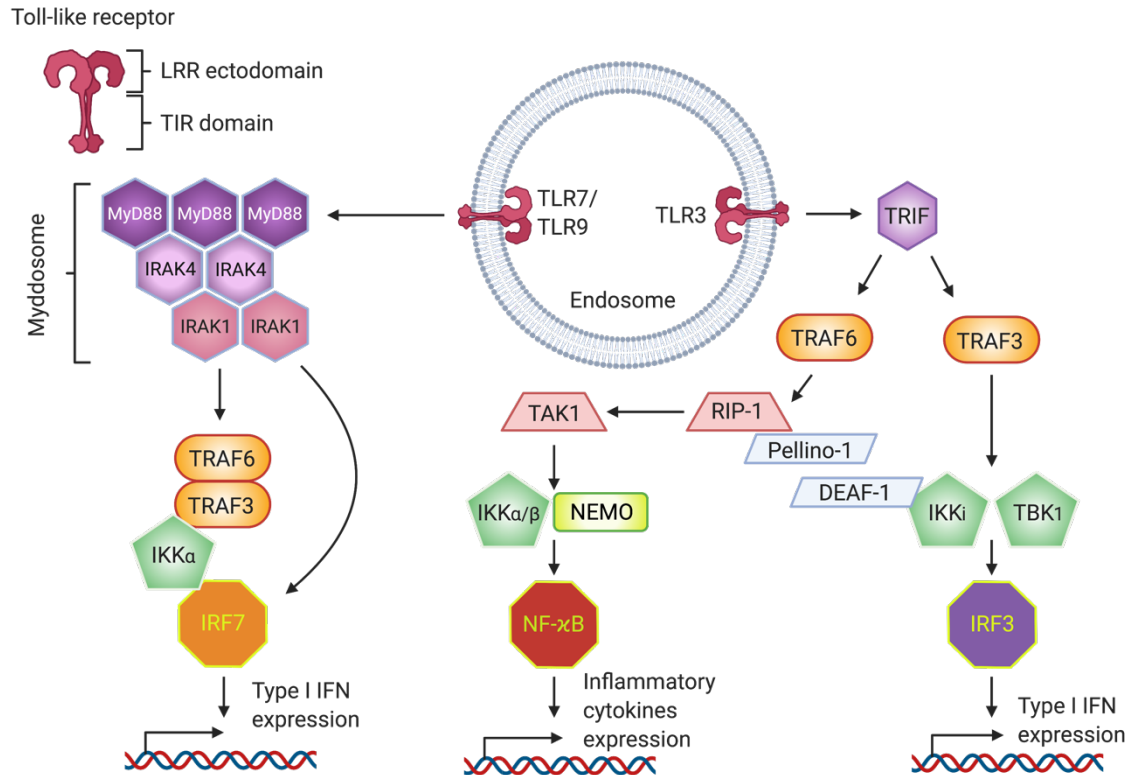 Toll-like receptor
LRR ectodomain
TIR domain
Myddosome
MyD88
MyD88
MyD88
IRAK4
IRAK4
IRAK1
IRAK1
TRAF6
TRAF3
IKKα
IRF7
Type I IFN
expression
TLR7/
TLR9
TLR3
Endosome
TRIF
TRAF6
TRAF3
TAK1
RIP-1
Pellino-1
DEAF-1
IKKα/β
NEMO
IKKi
TBK1
NF-ϰB
IRF3
Inflammatory
cytokines
expression
Type I IFN
expression